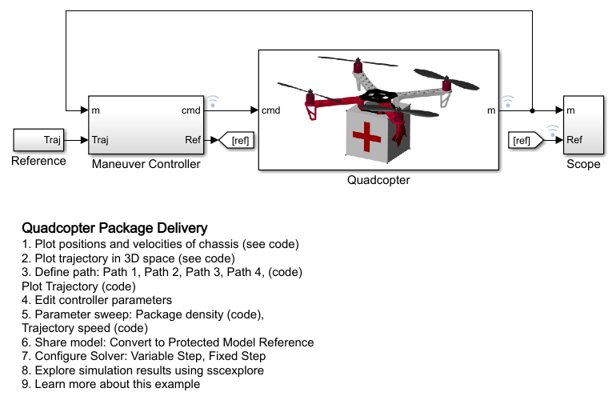 m
cmd
Traj
Traj
Ref
[ref]
Reference
Maneuver Controller
cmd
m
Quadcopter
m
[ref]
Ref
Scope
Quadcopter Package Delivery
1. Plot positions and velocities of chassis (see code)
2. Plot trajectory in 3D space (see code)
3. Define path: Path 1, Path 2, Path 3, Path 4, (code)
Plot Trajectory (code)
4. Edit controller parameters
5. Parameter sweep: Package density (code),
Trajectory speed (code)
6. Share model: Convert to Protected Model Reference
7. Configure Solver: Variable Step, Fixed Step
8. Explore simulation results using sscexplore
9. Learn more about this example